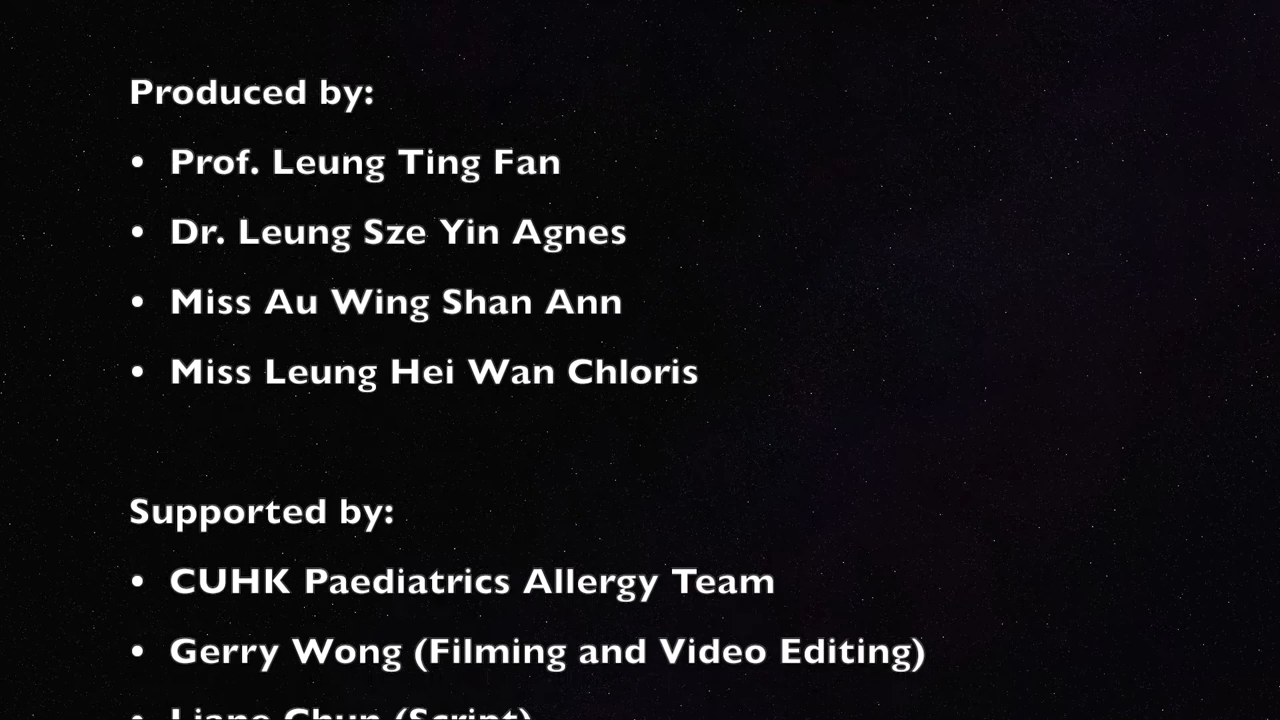 Produced by:
• Prof. Leung Ting Fan
• Dr. Leung Sze Yin Agnes
• Miss Au Wing Shan Ann
• Miss Leung Hei Wan Chloris
Supported by:
• CUHK Paediatrics Allergy Team
• Gerry Wong (Filming and Video Editing)
• (Script)